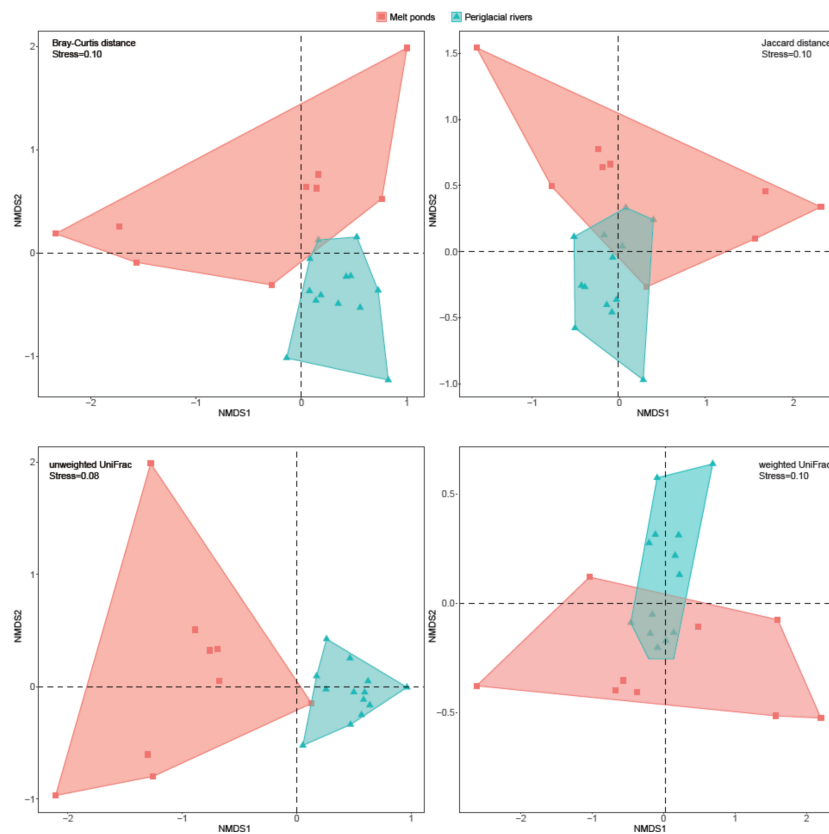 Melt ponds Periglacial rivers
Bray-Curtis distance
Stress=0.10
2
1
0
−1
NMDS2
−2 −1 0 1
NMDS1
Jaccard distance
Stress=0.10
1.5
1.0
0.5
0.0
−0.5
−1.0
NMDS2
−1 0 1 2
NMDS1
unweighted UniFrac
Stress=0.08
2
1
0
−1
NMDS2
−2 −1 0 1
NMDS1
weighted UniFrac
Stress=0.10
0.5
0.0
−0.5
NMDS2
−2 −1 0 1 2
NMDS1